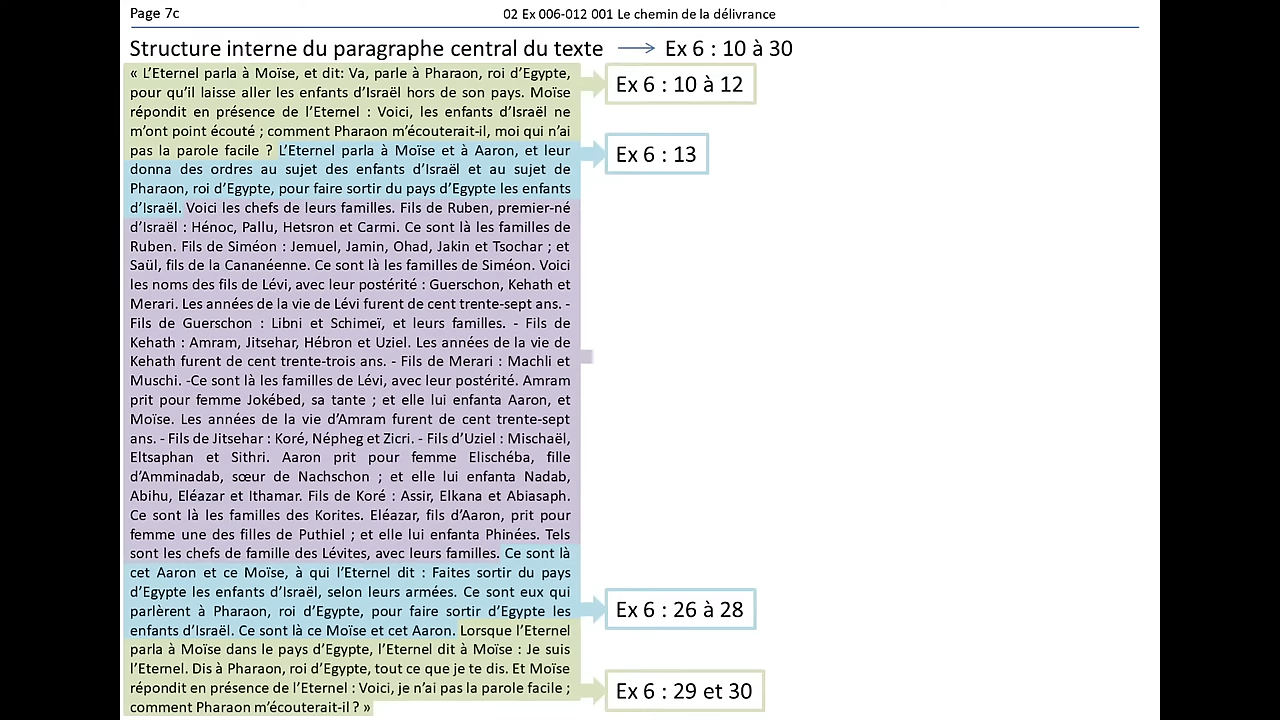 Page 7c
02 Ex 006-012 001 Le chemin de la délivrance
Structure interne du paragraphe central du texte
Ex 6 : 10 à 30
« L’Eternel parla à Moïse, et dit: Va, parle à Pharaon, roi d’Egypte,
pour qu’il laisse aller les enfants d’Israël hors de son pays. Moïse
répondit en présence de l’Eternel : Voici, les enfants d’Israël ne
m’ont point écouté ; comment Pharaon m’écouterait-il, moi qui n’ai
pas la parole facile ? L’Eternel parla à Moïse et à Aaron, et leur
donna des ordres au sujet des enfants d’Israël et au sujet de
Pharaon, roi d’Egypte, pour faire sortir du pays d’Egypte les enfants
d’Israël. Voici les chefs de leurs familles. Fils de Ruben, premier-né
d’Israël : Hénoc, Pallu, Hetsron et Carmi. Ce sont là les familles de
Ruben. Fils de Siméon : Jemuel, Jamin, Ohad, Jakin et Tsochar ; et
Saül, fils de la Cananéenne. Ce sont là les familles de Siméon. Voici
les noms des fils de Lévi, avec leur postérité : Guerschon, Kehath et
Merari. Les années de la vie de Lévi furent de cent trente-sept ans. -
Fils de Guerschon : Libni et Schimeï, et leurs familles. - Fils de
Kehath : Amram, Jitsehar, Hébron et Uziel. Les années de la vie de
Kehath furent de cent trente-trois ans. - Fils de Merari : Machli et
Muschi. -Ce sont là les familles de Lévi, avec leur postérité. Amram
prit pour femme Jokébed, sa tante ; et elle lui enfanta Aaron, et
Moïse. Les années de la vie d’Amram furent de cent trente-sept
ans. - Fils de Jitsehar : Koré, Népheg et Zicri. - Fils d’Uziel : Mischaël,
Eltsaphan et Sithri. Aaron prit pour femme Elischéba, fille
d’Amminadab, sœur de Nachschon ; et elle lui enfanta Nadab,
Abihu, Eléazar et Ithamar. Fils de Koré : Assir, Elkana et Abiasaph.
Ce sont là les familles des Korites. Eléazar, fils d’Aaron, prit pour
femme une des filles de Puthiel ; et elle lui enfanta Phinées. Tels
sont les chefs de famille des Lévites, avec leurs familles. Ce sont là
cet Aaron et ce Moïse, à qui l’Eternel dit : Faites sortir du pays
d’Egypte les enfants d’Israël, selon leurs armées. Ce sont eux qui
parlèrent à Pharaon, roi d’Egypte, pour faire sortir d’Egypte les
enfants d’Israël. Ce sont là ce Moïse et cet Aaron. Lorsque l’Eternel
parla à Moïse dans le pays d’Egypte, l’Eternel dit à Moïse : Je suis
l’Eternel. Dis à Pharaon, roi d’Egypte, tout ce que je te dis. Et Moïse
répondit en présence de l’Eternel : Voici, je n’ai pas la parole facile ;
comment Pharaon m’écouterait-il ? »
Ex 6 : 10 à 12
Ex 6 : 13
Ex 6 : 26 à 28
Ex 6 : 29 et 30